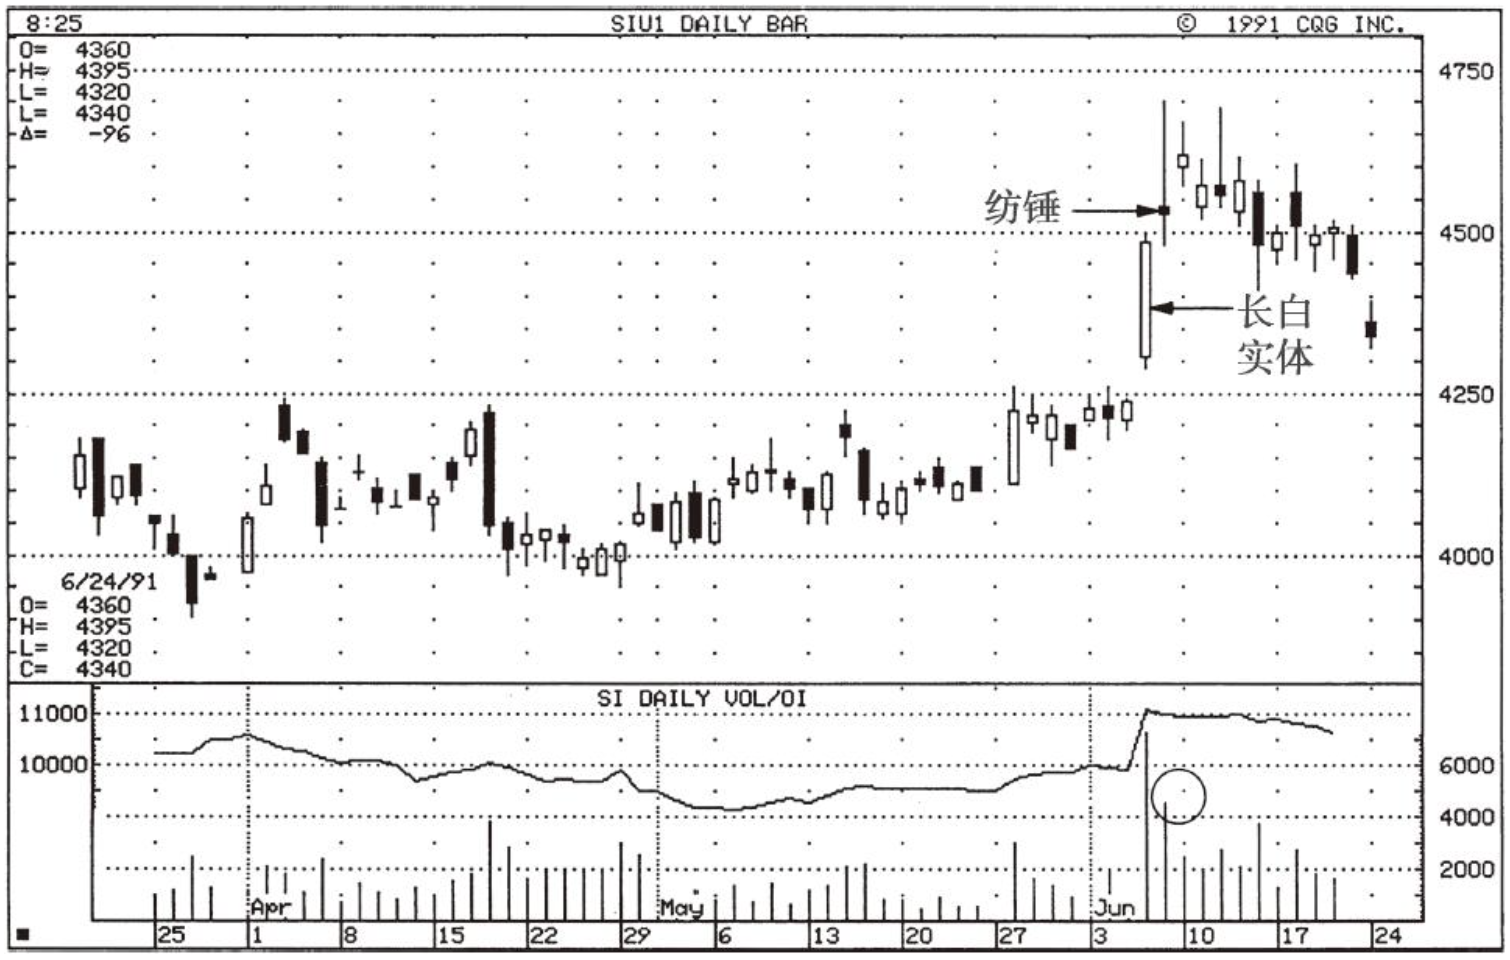 8:25 SIU1 DAILY BAR © 1991 CQG INC.
O= 4360
H= 4395
L= 4320
L= 4340
Δ= -96
4750
纺锤
4500
长白
实体
4250
4000
6/24/91
O= 4360
H= 4395
L= 4320
C= 4340
SI DAILY VOL/OI
11000
10000 6000
4000
2000
Apr May Jun
25 1 8 15 22 29 6 13 20 27 3 10 17 24